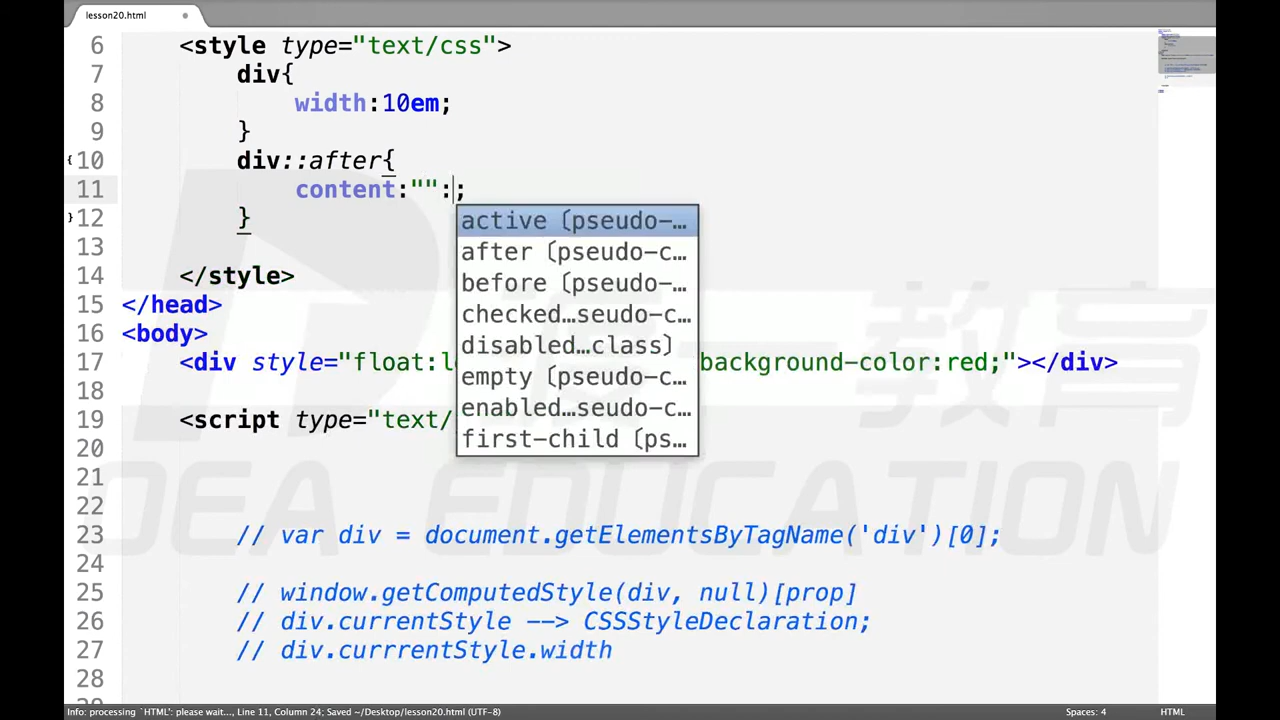 lesson20.html
6 <style type="text/css">
7 div{
8 width:10em;
9 }
10 div::after{
11 content:"":;
12 }
13
14 </style>
15 </head>
16 <body>
17 <div style="float:l background-color:red;"></div>
18
19 <script type="text/
20
21
22
23 // var div = document.getElementsByTagName('div')[0];
24
25 // window.getComputedStyle(div, null)[prop]
26 // div.currentStyle --> CSSStyleDeclaration;
27 // div.currrentStyle.width
28
active (pseudo-…
after (pseudo-c…
before (pseudo-…
checked…seudo-c…
disabled…class)
empty (pseudo-c…
enabled…seudo-c…
first-child (ps…
教育
DEA EDUCATION
Info: processing `HTML': please wait..., Line 11, Column 24; Saved ~/Desktop/lesson20.html (UTF-8)
Spaces: 4
HTML